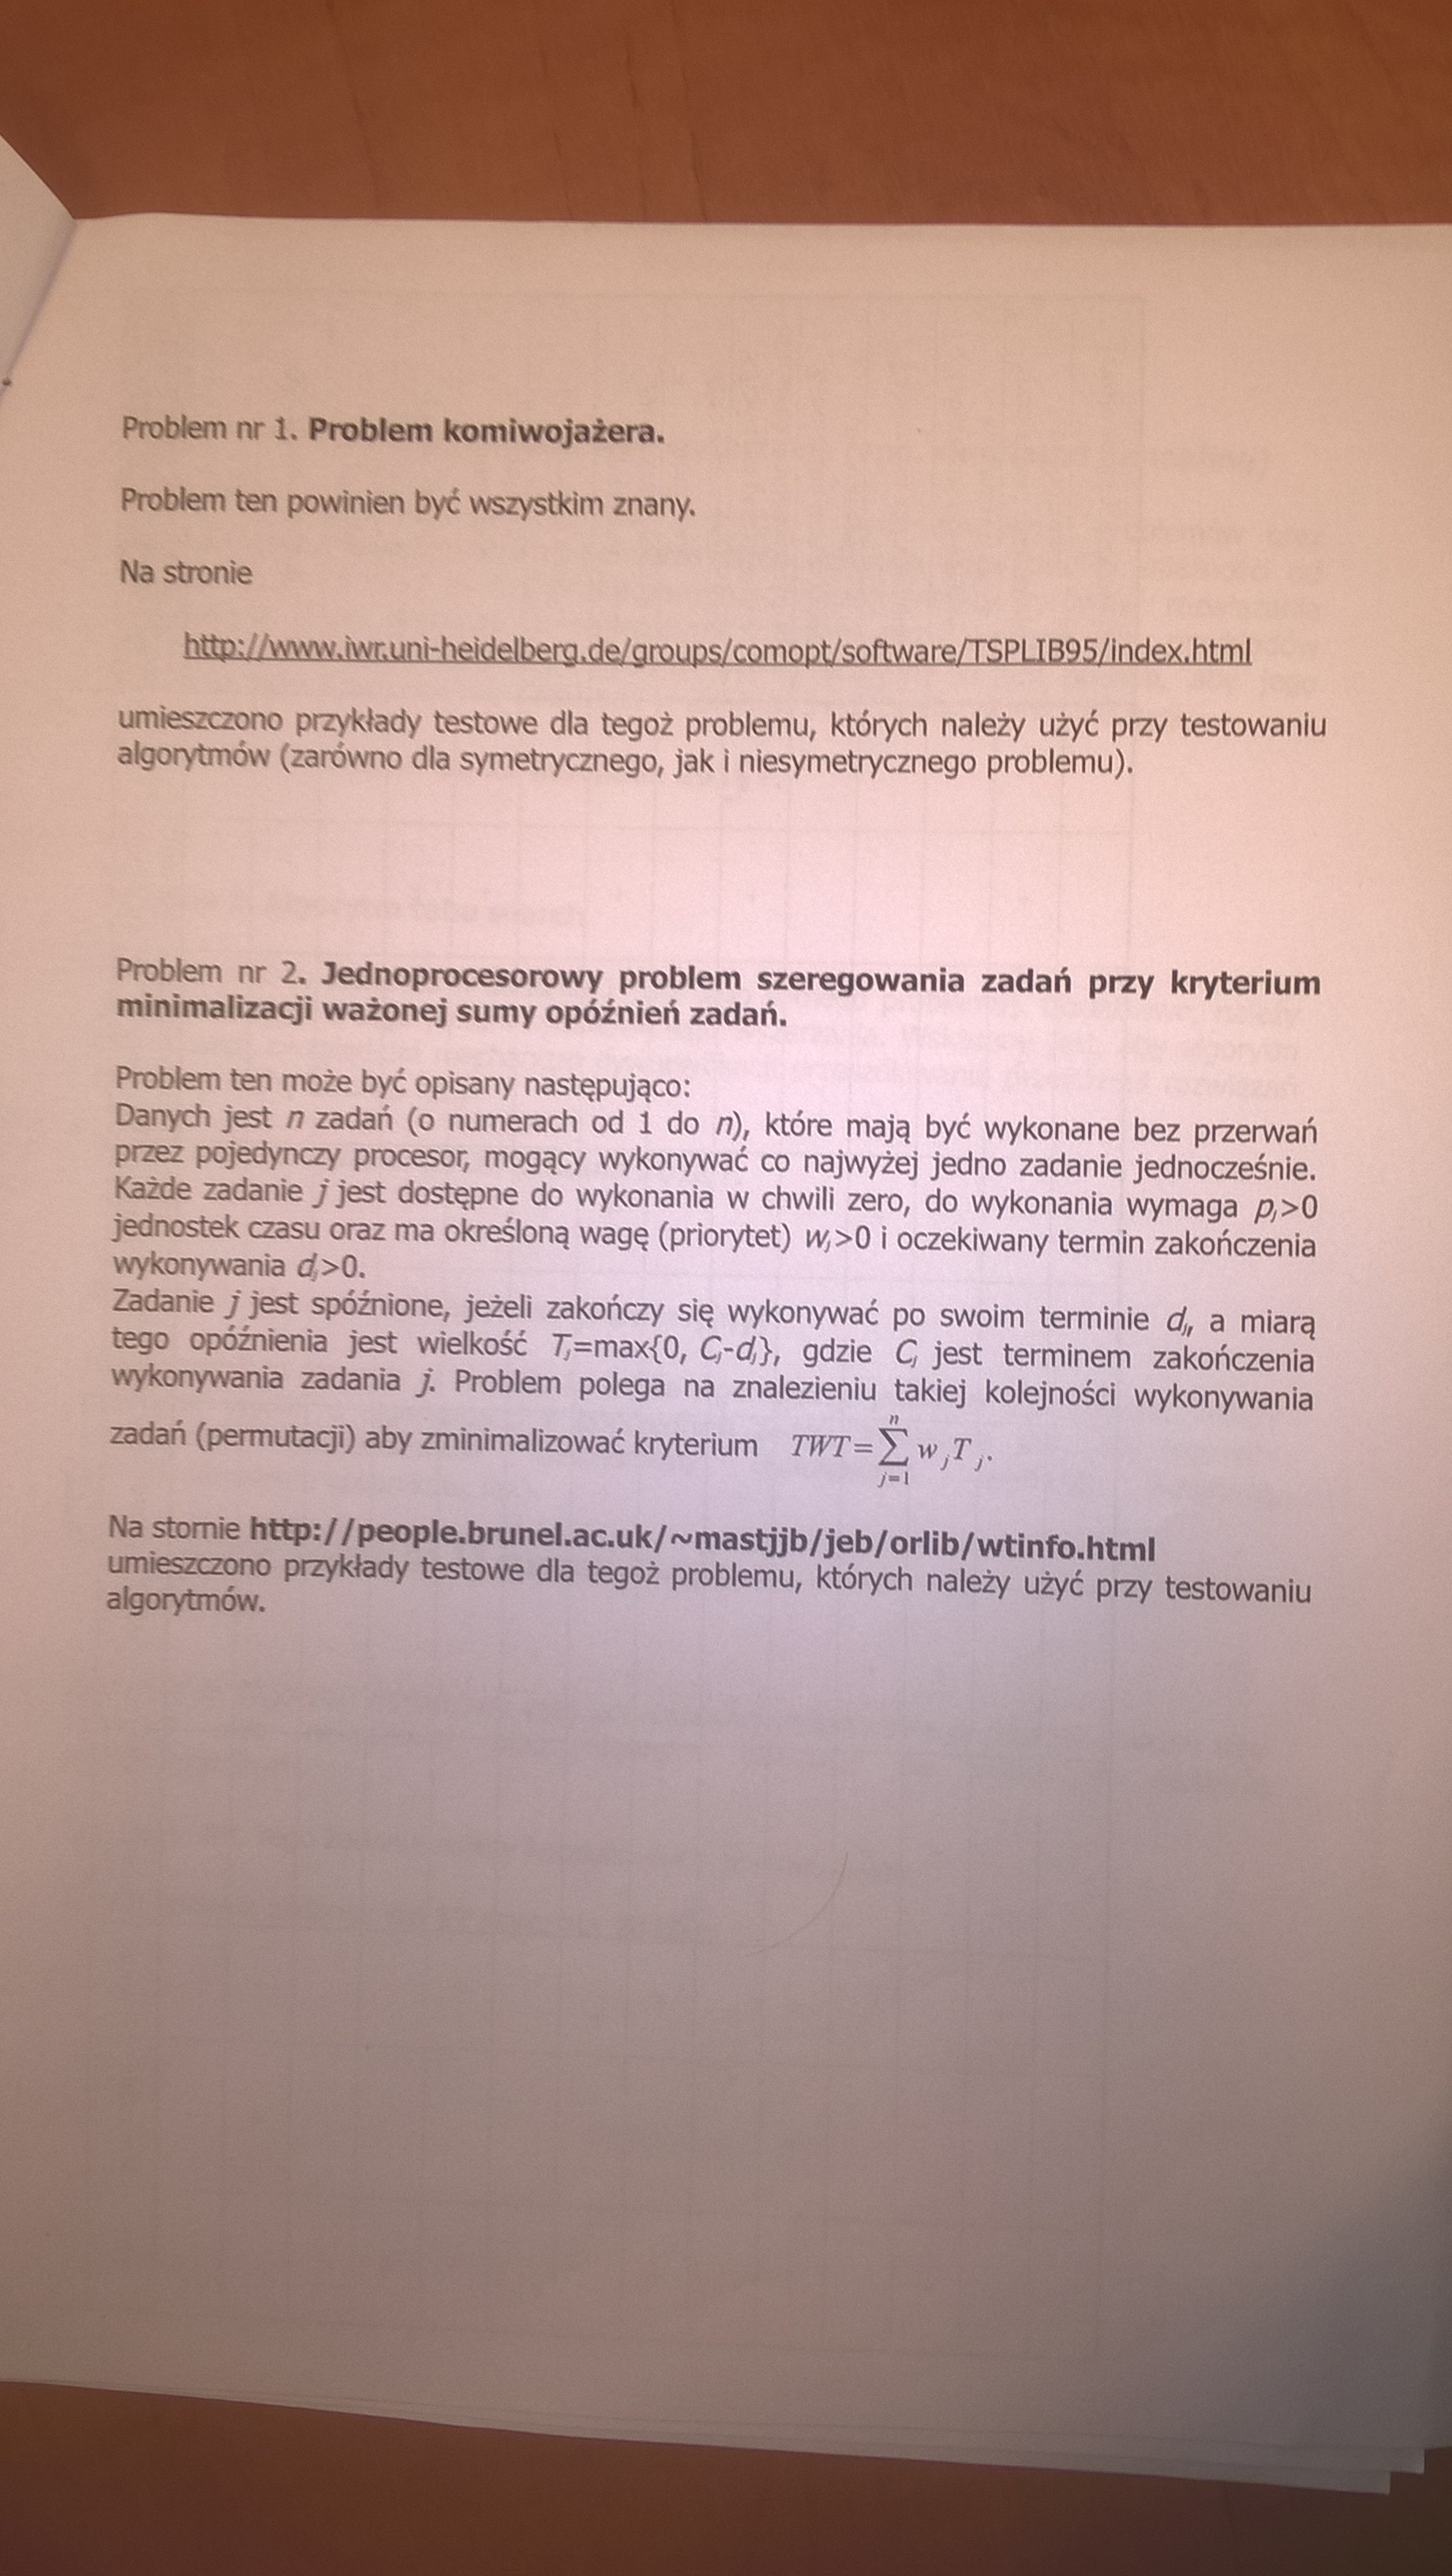 Problem nr 1. Problem komiwojażera.
Problem ten powinien być wszystkim znany.
Na stronie
http://www.iwr.uni-heidelberg.de/groups/comopt/software/TSPLIB95/index.html
umieszczono przykłady testowe dla tegoż problemu, których należy użyć przy testowaniu
algorytmów (zarówno dla symetrycznego, jak i niesymetrycznego problemu).
Problem nr 2. Jednoprocesorowy problem szeregowania zadań przy kryterium
minimalizacji ważonej sumy opóźnień zadań.
Problem ten może być opisany następująco:
Danych jest n zadań (o numerach od 1 do n), które mają być wykonane bez przerwań
przez pojedynczy procesor, mogący wykonywać co najwyżej jedno zadanie jednocześnie.
Każde zadanie j jest dostępne do wykonania w chwili zero, do wykonania wymaga pj>0
jednostek czasu oraz ma określoną wagę (priorytet) wj>0 i oczekiwany termin zakończenia
wykonywania dj>0.
Zadanie j jest spóźnione, jeżeli zakończy się wykonywać po swoim terminie dj, a miarą
tego opóźnienia jest wielkość Tj=max{0, Cj-dj}, gdzie Cj jest terminem zakończenia
wykonywania zadania j. Problem polega na znalezieniu takiej kolejności wykonywania
zadań (permutacji) aby zminimalizować kryterium TWT=∑_{j=1}^{n} w_j T_j.
Na stornie http://people.brunel.ac.uk/~mastjjb/jeb/orlib/wtinfo.html
umieszczono przykłady testowe dla tegoż problemu, których należy użyć przy testowaniu
algorytmów.